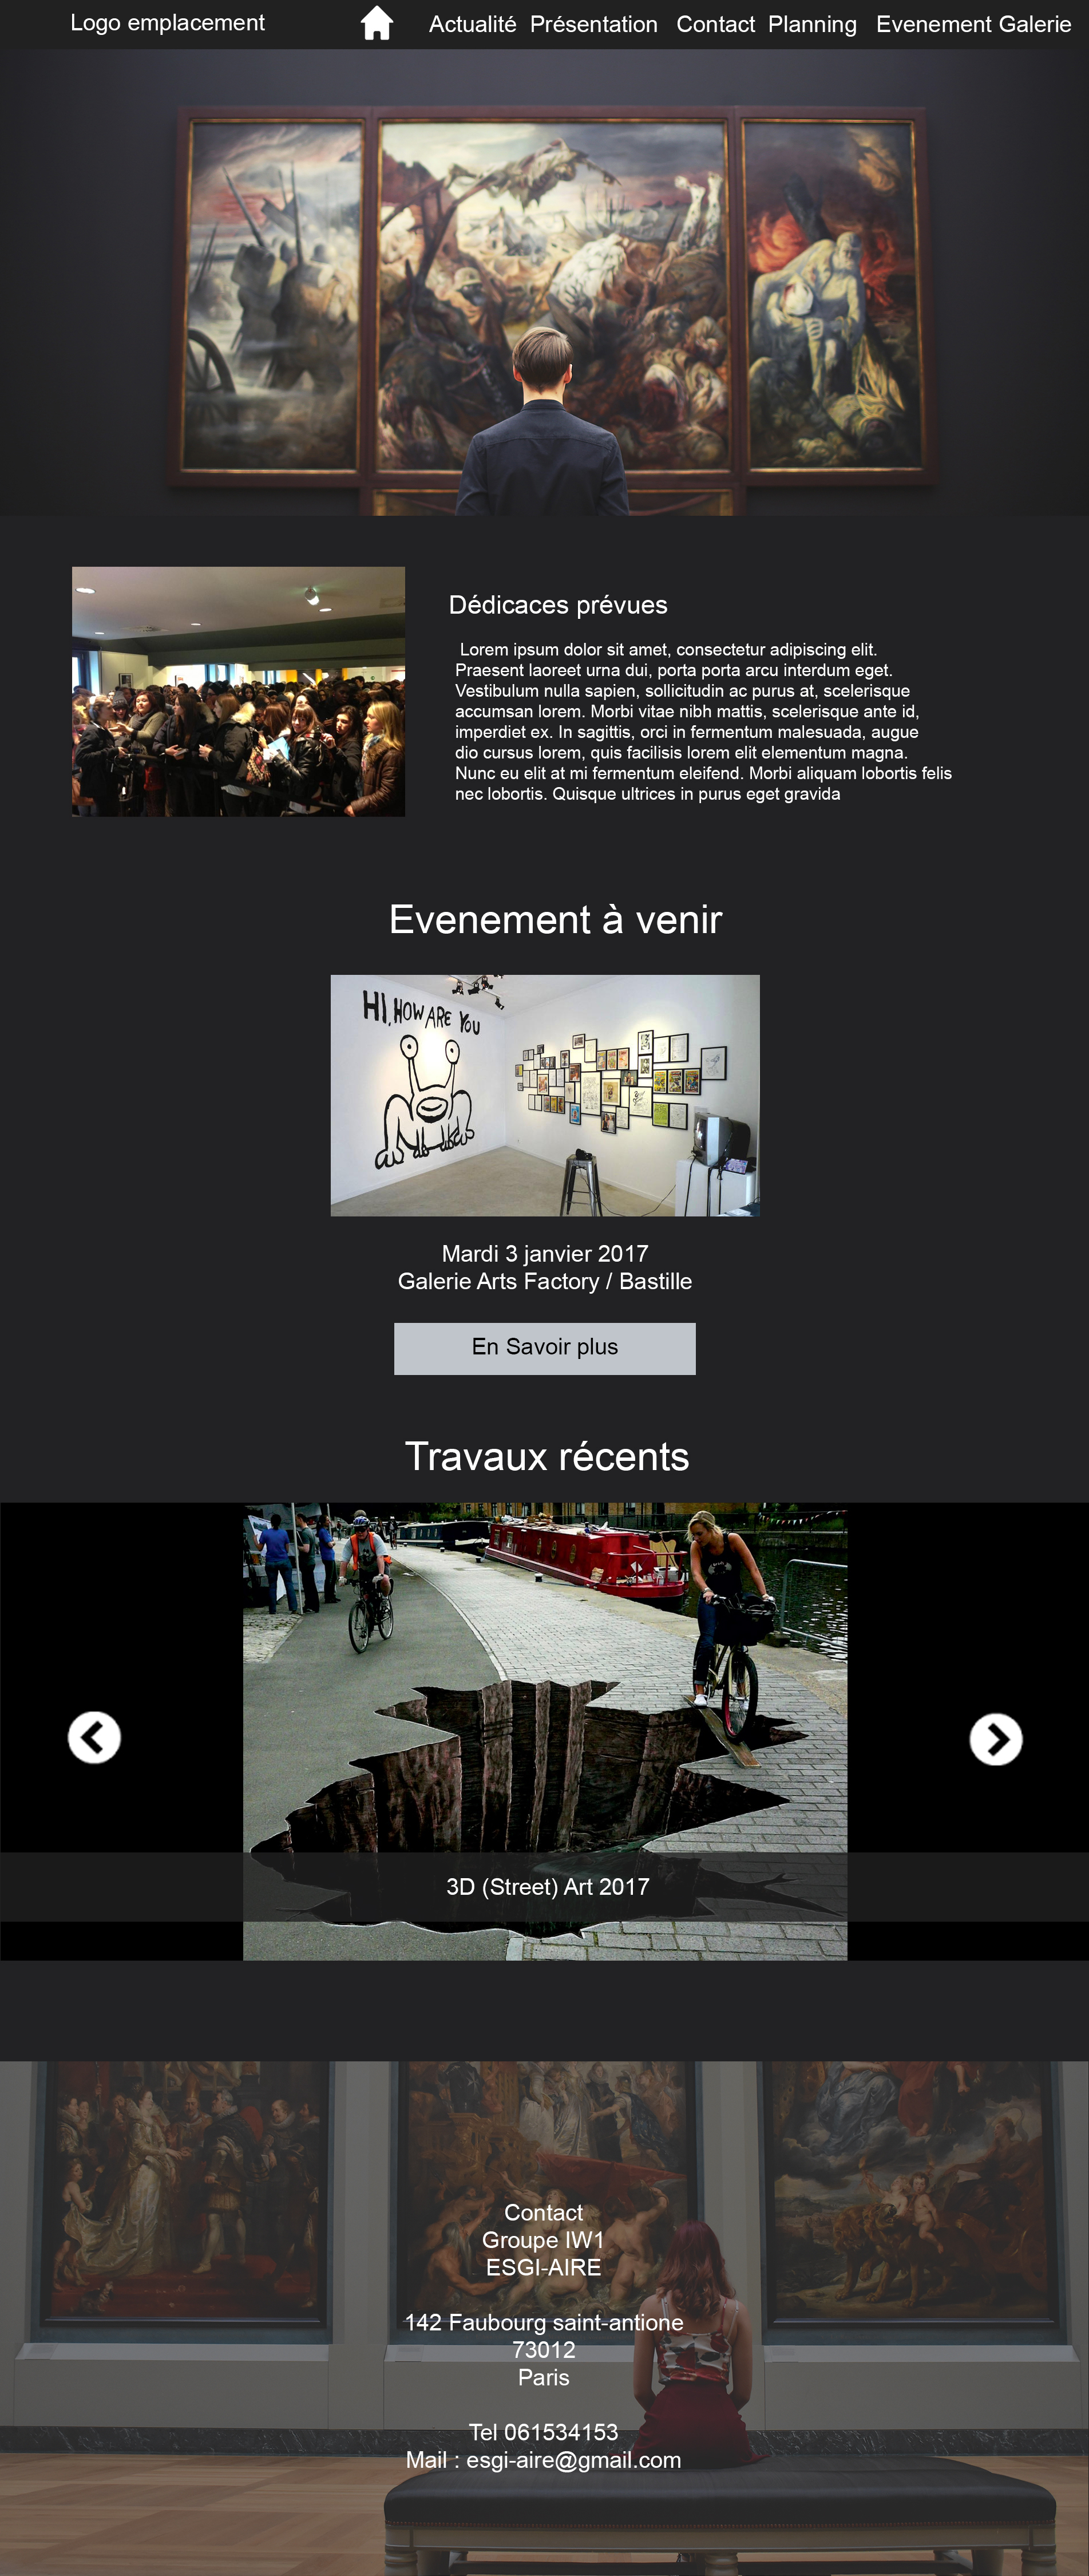 Logo emplacement
Actualité Présentation Contact Planning Evenement Galerie
Dédicaces prévues
Lorem ipsum dolor sit amet, consectetur adipiscing elit.
Praesent laoreet urna dui, porta porta arcu interdum eget.
Vestibulum nulla sapien, sollicitudin ac purus at, scelerisque
accumsan lorem. Morbi vitae nibh mattis, scelerisque ante id,
imperdiet ex. In sagittis, orci in fermentum malesuada, augue
dio cursus lorem, quis facilisis lorem elit elementum magna.
Nunc eu elit at mi fermentum eleifend. Morbi aliquam lobortis felis
nec lobortis. Quisque ultrices in purus eget gravida
Evenement à venir
HI, HOW ARE YOU
Mardi 3 janvier 2017
Galerie Arts Factory / Bastille
En Savoir plus
Travaux récents
3D (Street) Art 2017
Contact
Groupe IW1
ESGI-AIRE
142 Faubourg saint-antione
73012
Paris
Tel 061534153
Mail : esgi-aire@gmail.com